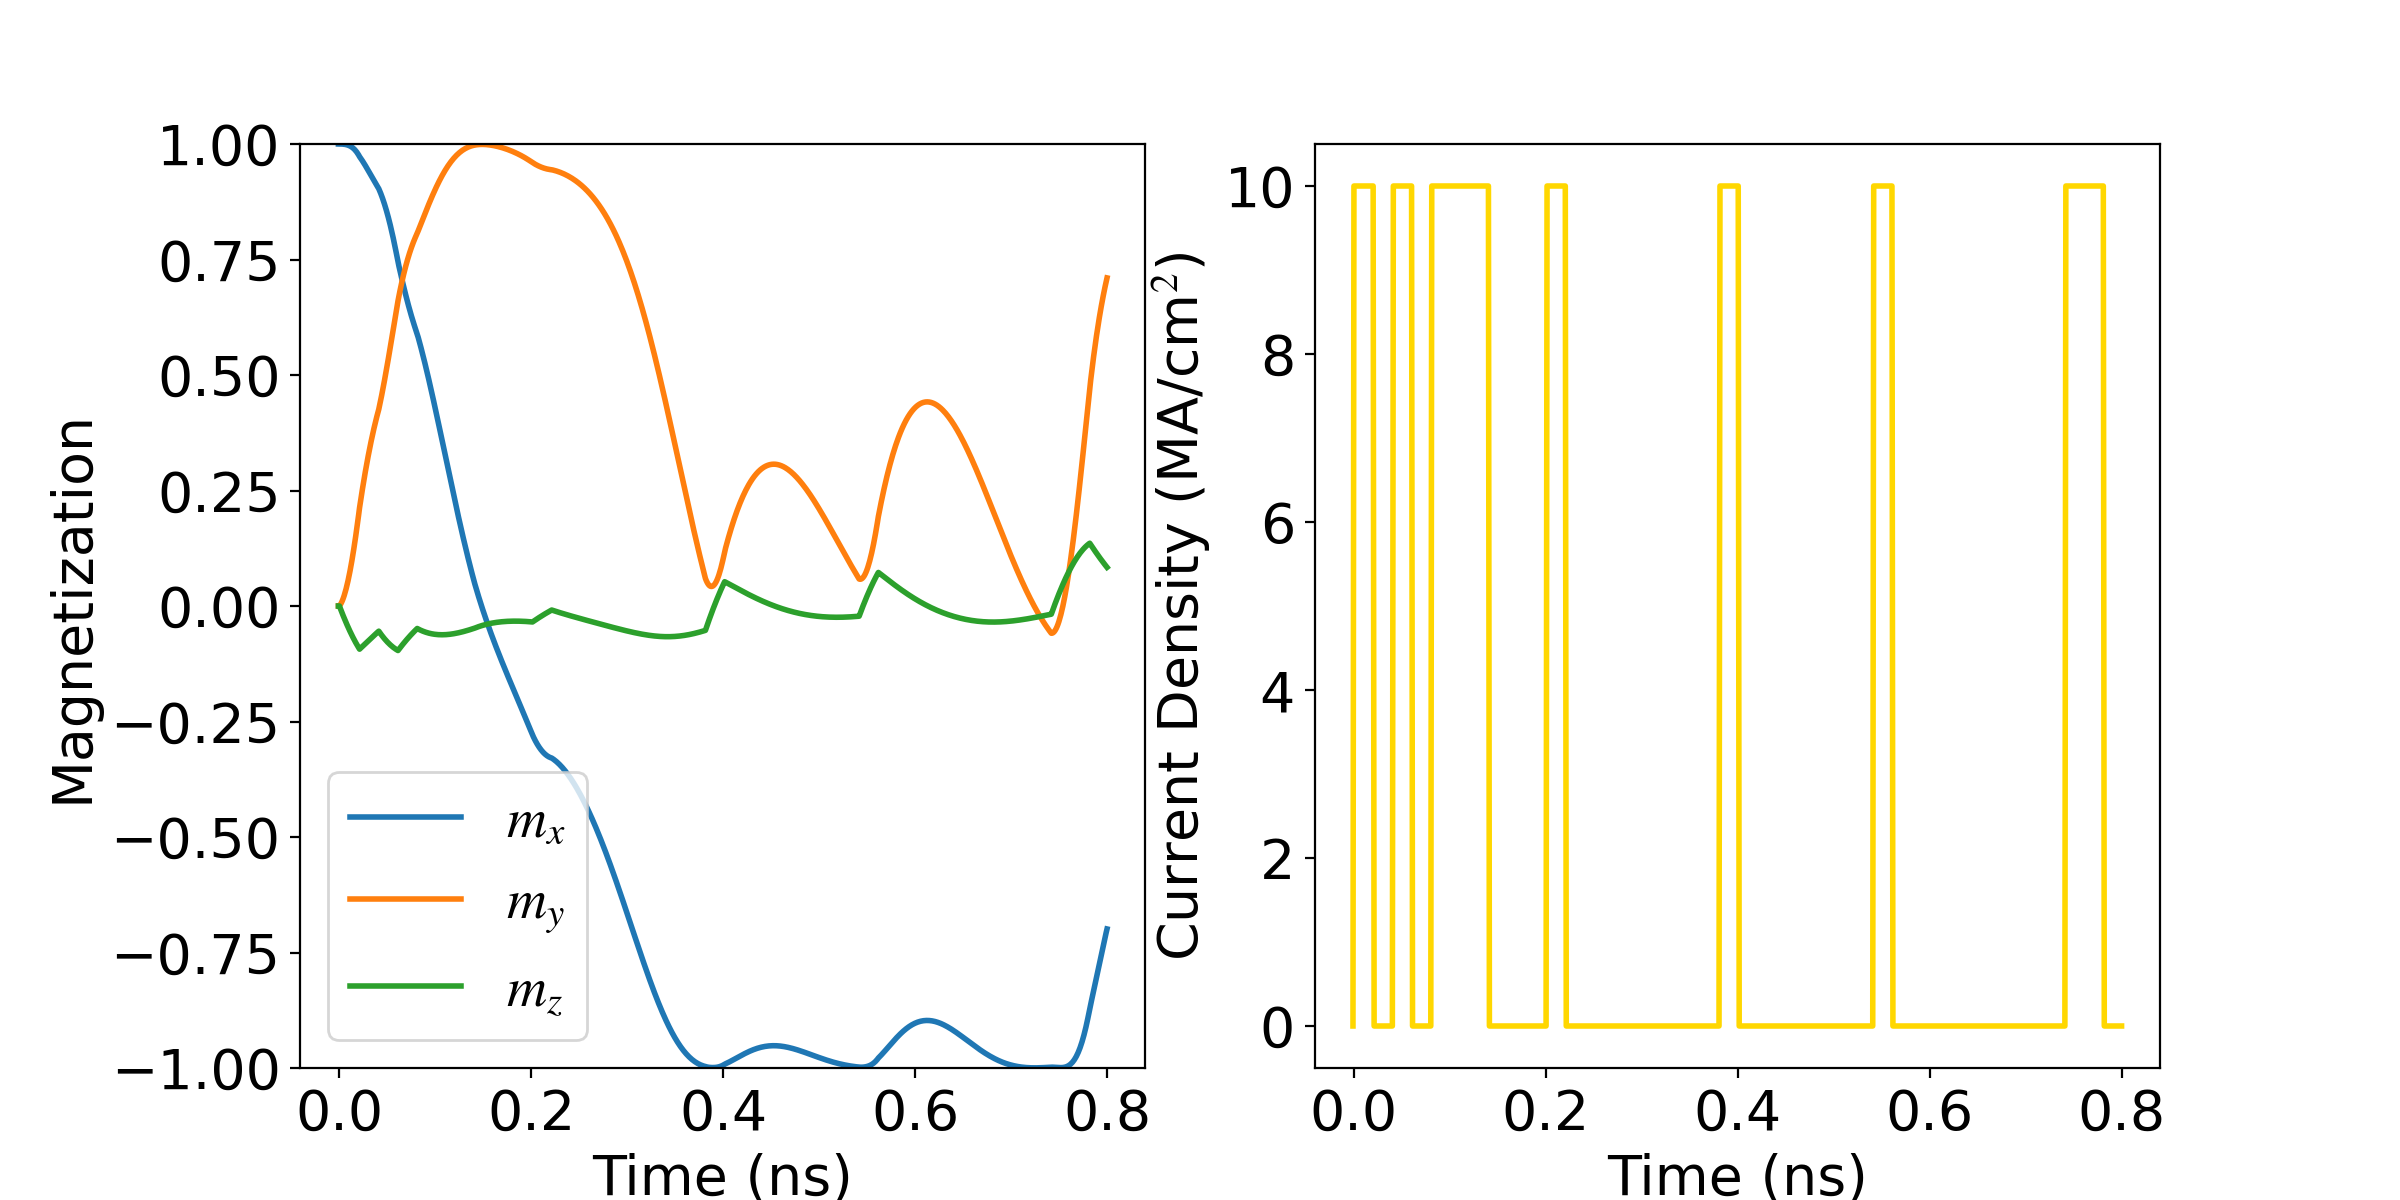 1.00
0.75
0.50
0.25
0.00
−0.25
−0.50
−0.75
−1.00
Magnetization
m_x
m_y
m_z
0.0 0.2 0.4 0.6 0.8
Time (ns)
10
8
6
4
2
0
Current Density (MA/cm²)
0.0 0.2 0.4 0.6 0.8
Time (ns)